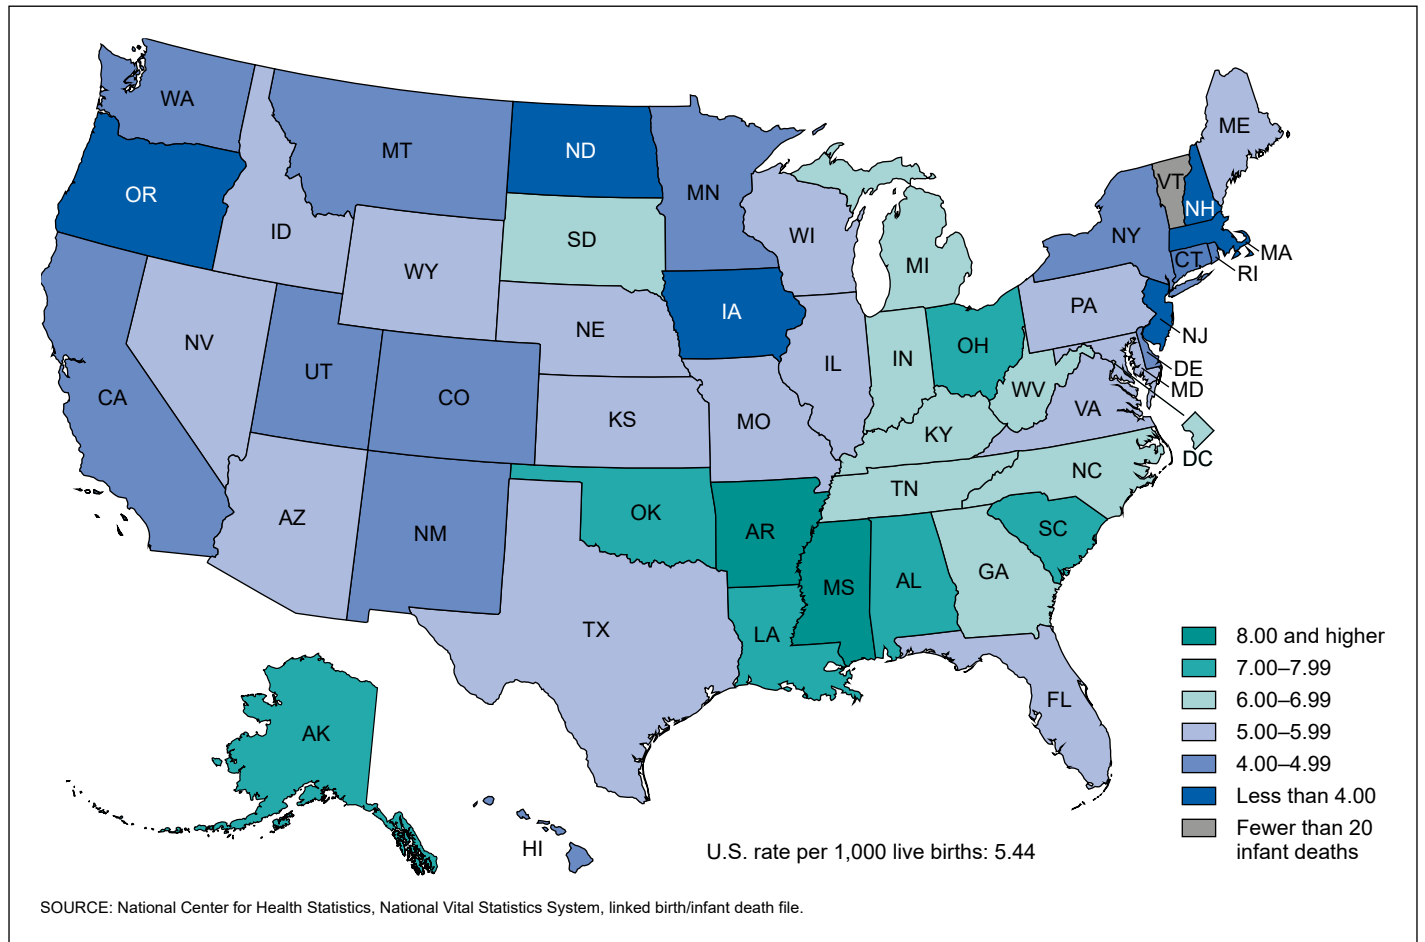 WA
MT
ND
MN
ME
OR
ID
SD
WI
MI
NY
VT
NH
MA
RI
CT
WY
IA
NE
PA
NJ
NV
UT
CO
IL
IN
OH
DE
MD
CA
KS
MO
WV
VA
KY
DC
AZ
NM
OK
AR
TN
NC
SC
TX
LA
MS
AL
GA
FL
AK
HI
8.00 and higher
7.00–7.99
6.00–6.99
5.00–5.99
4.00–4.99
Less than 4.00
Fewer than 20
infant deaths
U.S. rate per 1,000 live births: 5.44
SOURCE: National Center for Health Statistics, National Vital Statistics System, linked birth/infant death file.